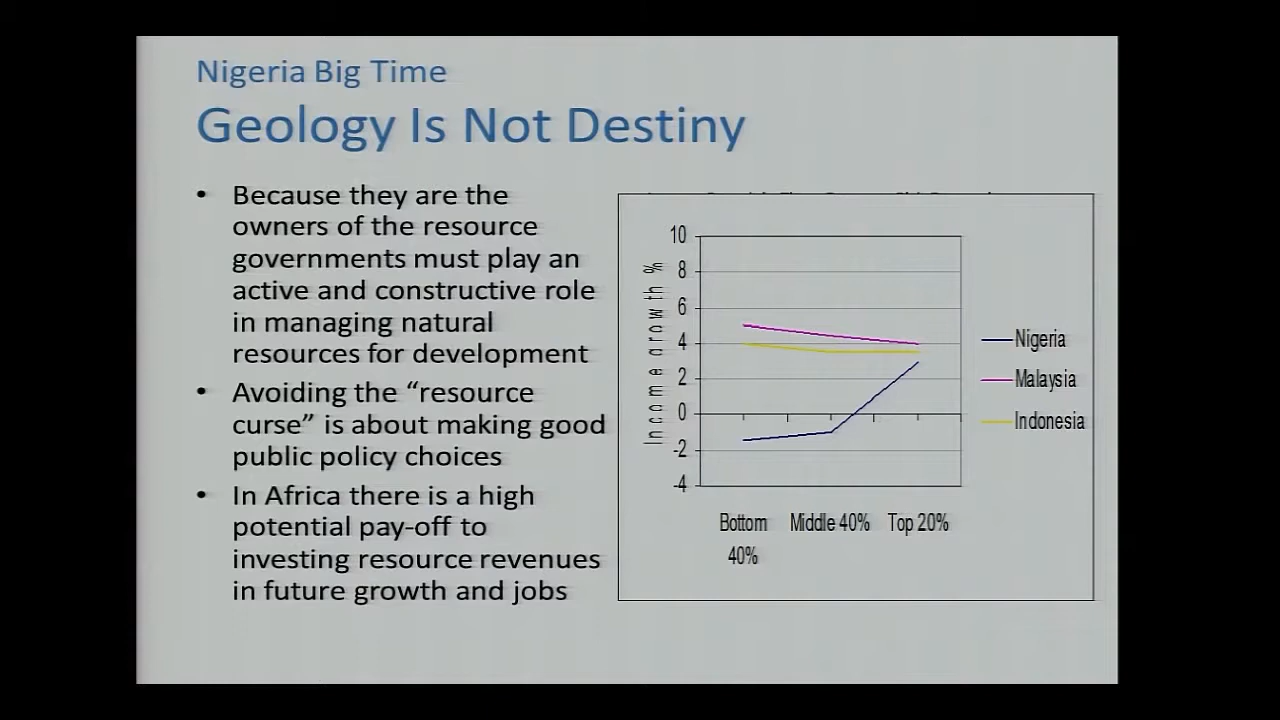 Nigeria Big Time
Geology Is Not Destiny
• Because they are the
owners of the resource
governments must play an
active and constructive role
in managing natural
resources for development
• Avoiding the “resource
curse” is about making good
public policy choices
• In Africa there is a high
potential pay-off to
investing resource revenues
in future growth and jobs
Income growth %
10
8
6
4
2
0
-2
-4
Bottom
40%
Middle 40%
Top 20%
Nigeria
Malaysia
Indonesia